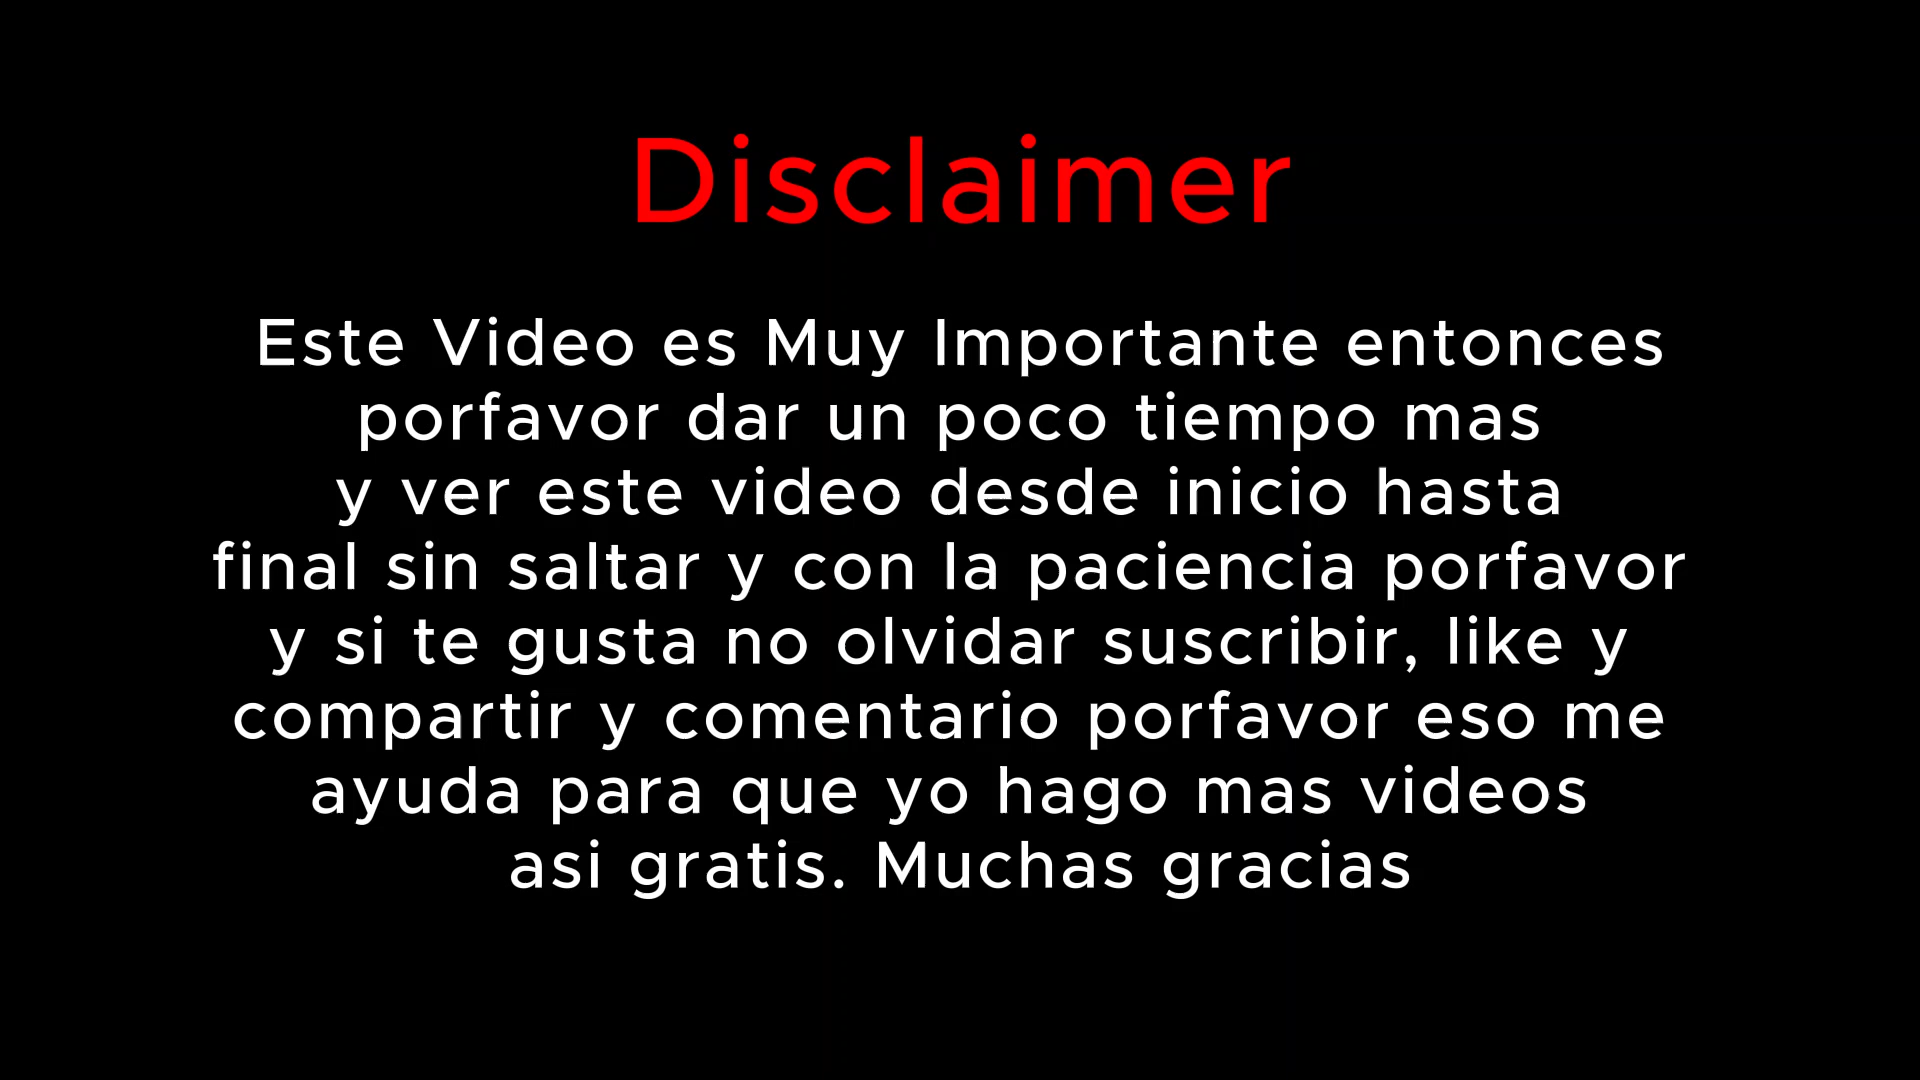 Disclaimer
Este Video es Muy Importante entonces
porfavor dar un poco tiempo mas
y ver este video desde inicio hasta
final sin saltar y con la paciencia porfavor
y si te gusta no olvidar suscribir, like y
compartir y comentario porfavor eso me
ayuda para que yo hago mas videos
asi gratis. Muchas gracias